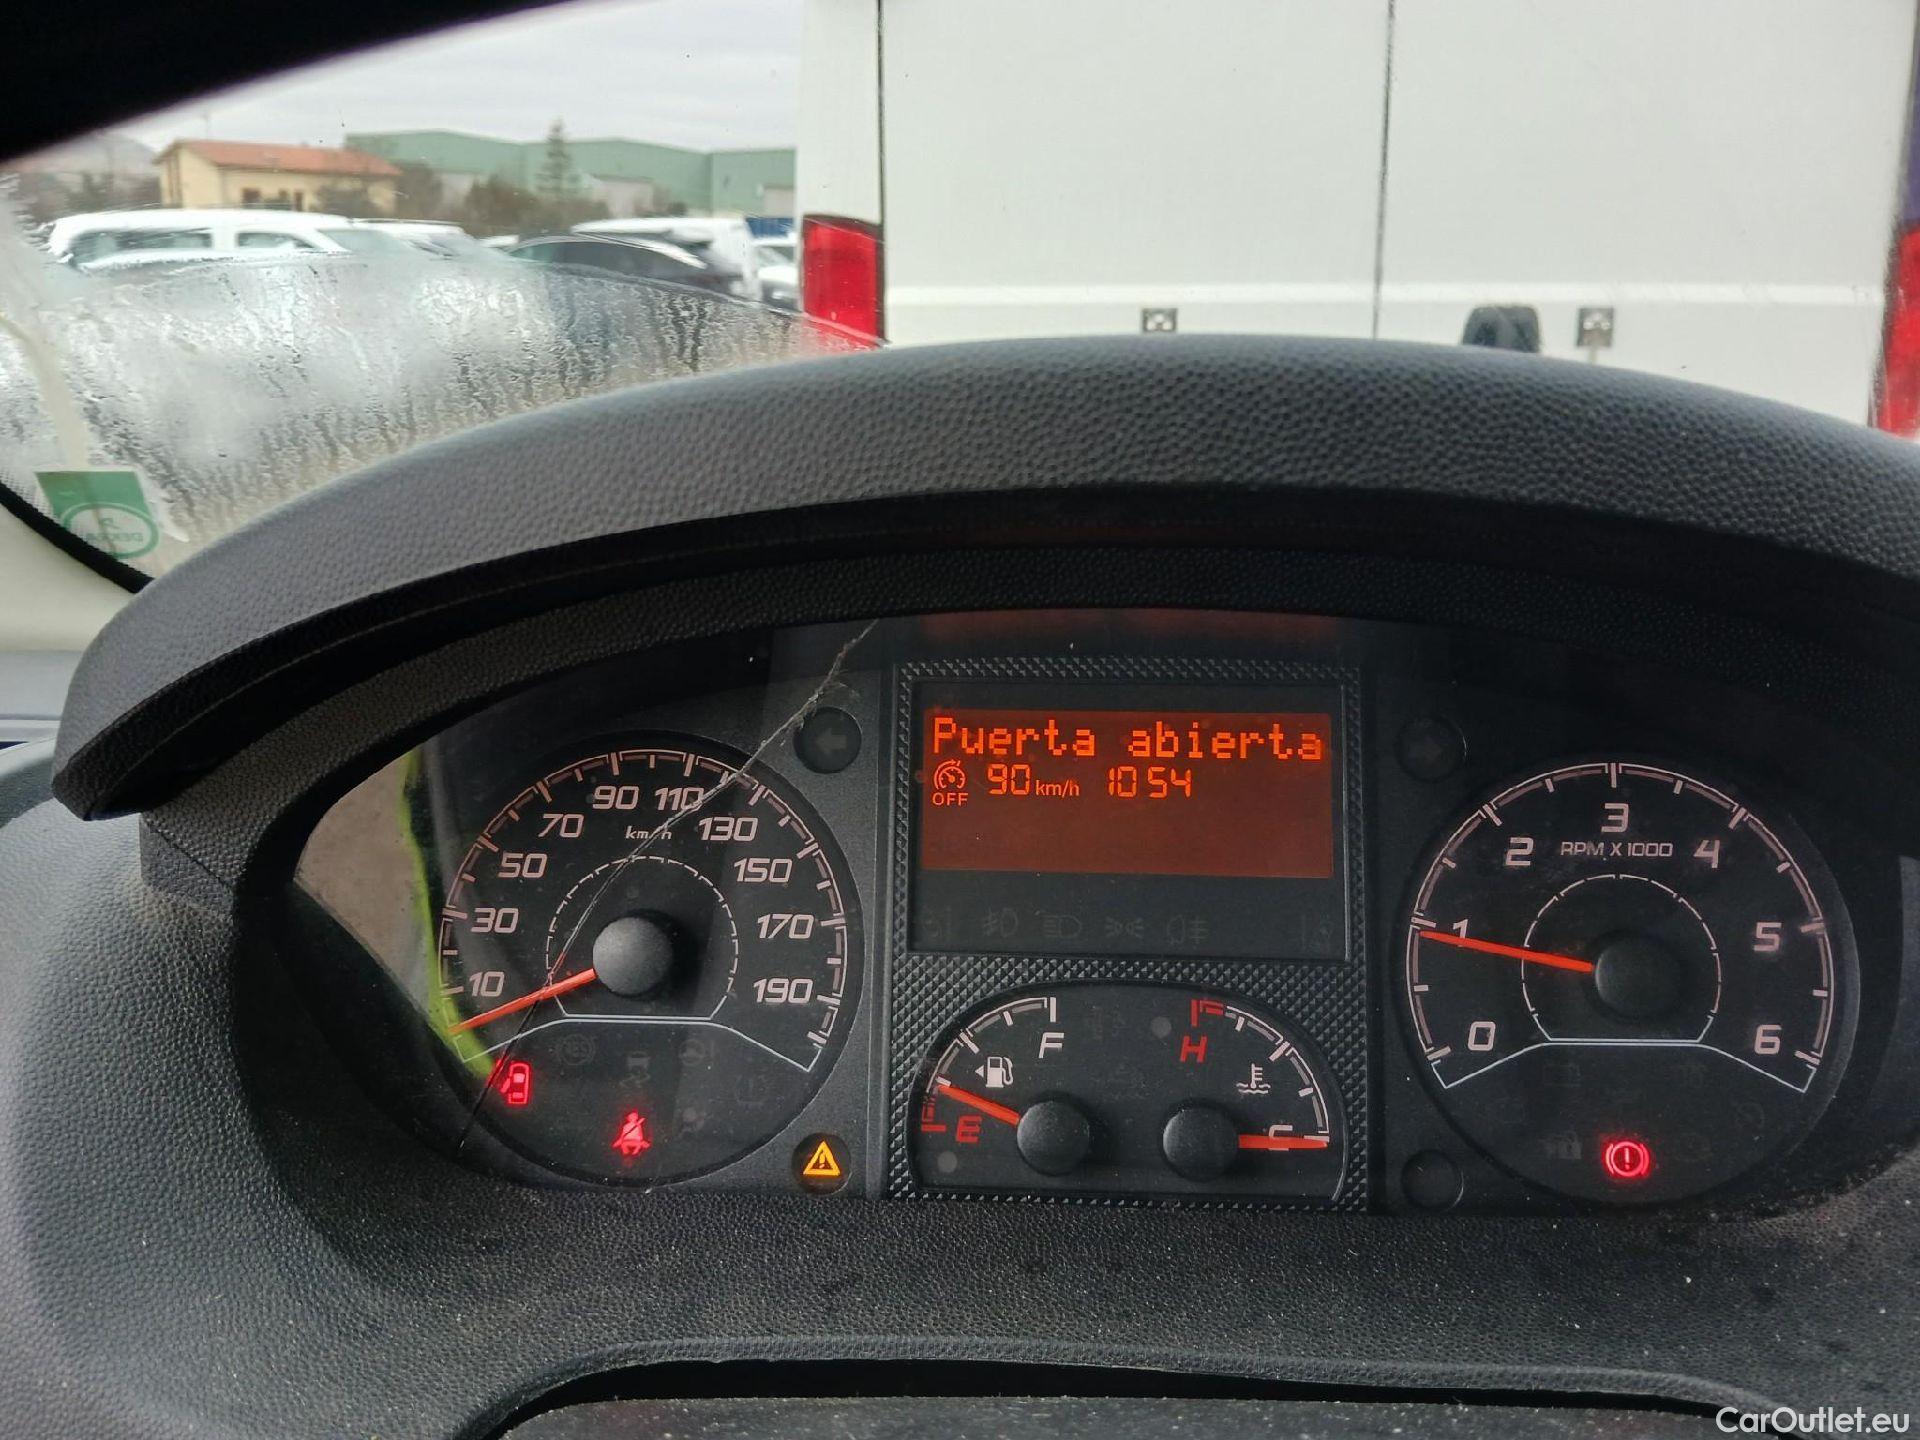 Puerta abierta
OFF 90 km/h 10 54
90 110
70 km/h 130
50 150
30 170
10 190
3
2 RPM X1000 4
1 5
0 6
F H
E C
CarOutlet.eu